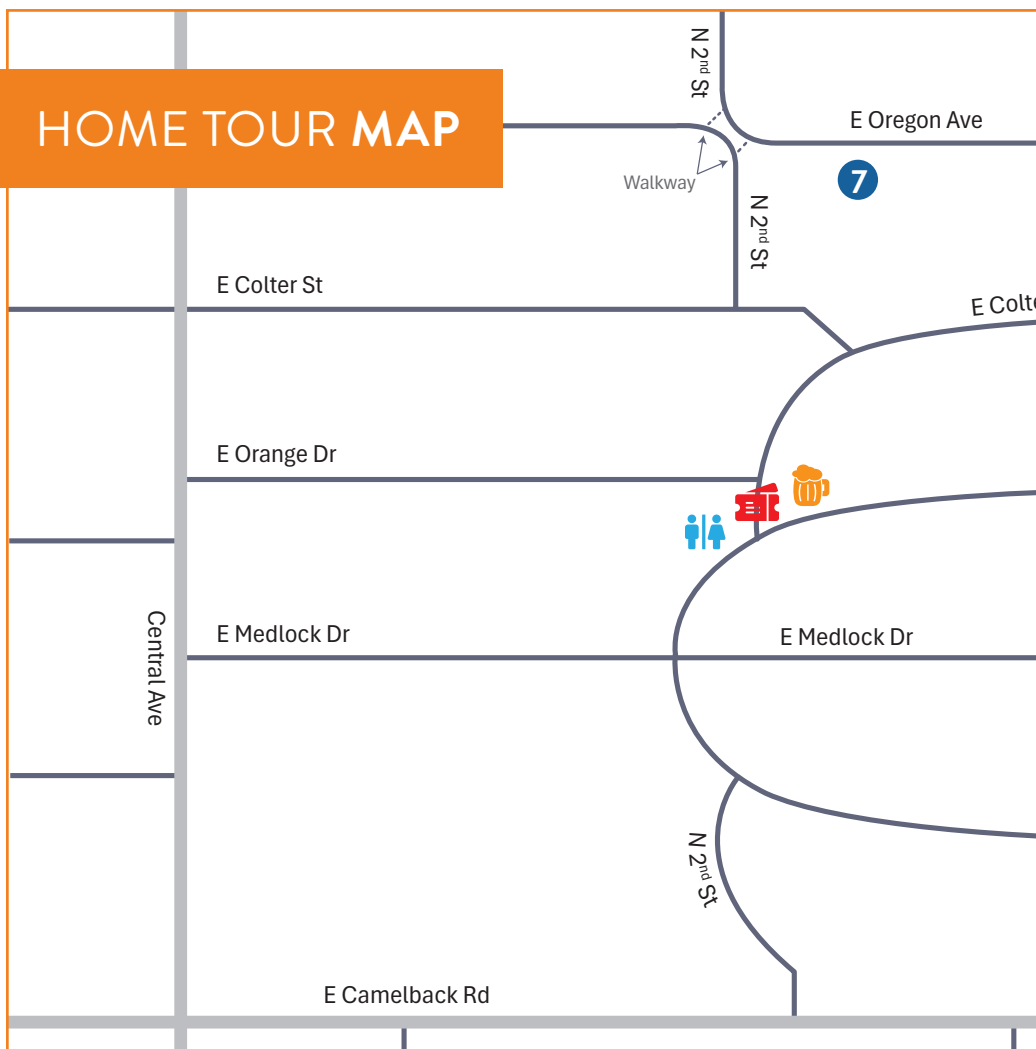 HOME TOUR MAP
N 2nd St
E Oregon Ave
Walkway
7
N 2nd St
E Colter St
E Colte
E Orange Dr
Central Ave
E Medlock Dr
E Medlock Dr
N 2nd St
E Camelback Rd